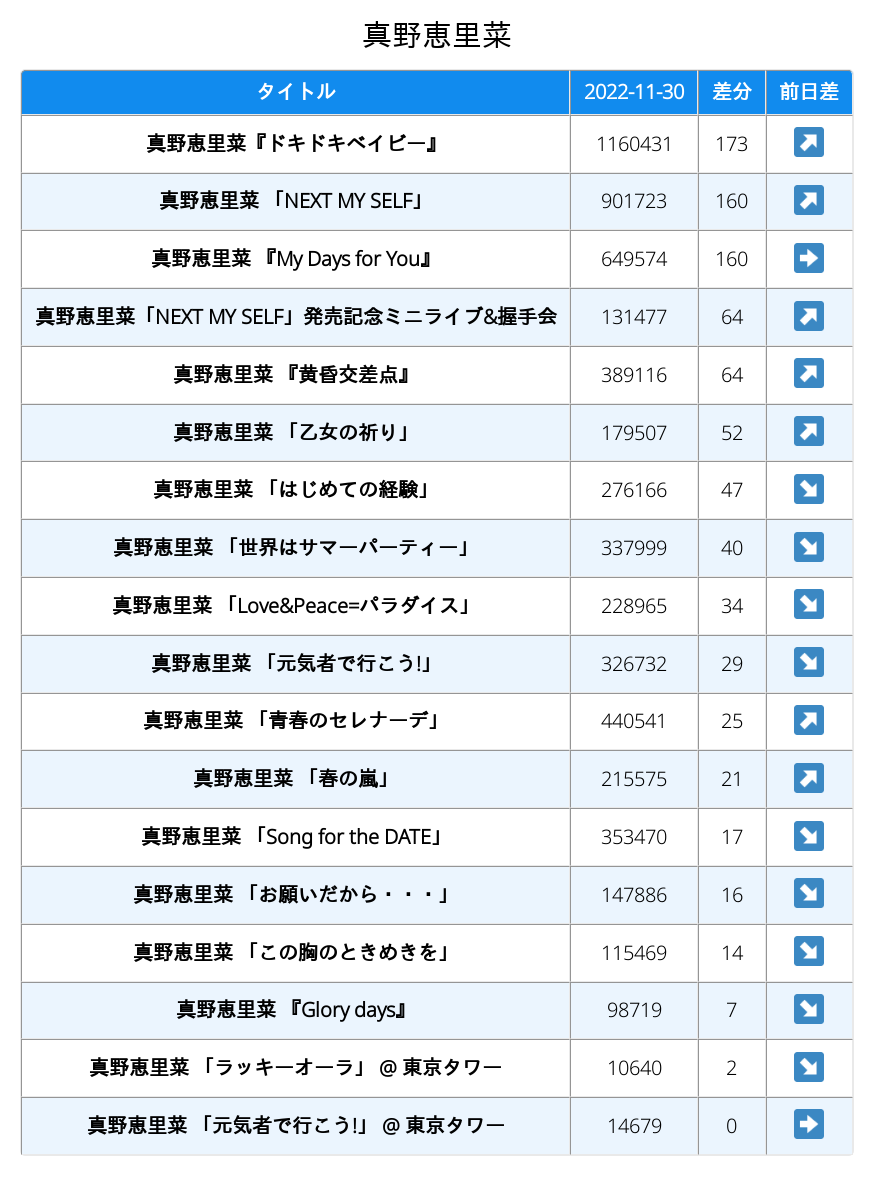 真野恵里菜
タイトル 2022-11-30 差分 前日差
真野恵里菜『ドキドキベイビー』 1160431 173 ↗
真野恵里菜 「NEXT MY SELF」 901723 160 ↗
真野恵里菜 『My Days for You』 649574 160 ➡
真野恵里菜「NEXT MY SELF」発売記念ミニライブ&握手会 131477 64 ↗
真野恵里菜 『黄昏交差点』 389116 64 ↗
真野恵里菜 「乙女の祈り」 179507 52 ↗
真野恵里菜 「はじめての経験」 276166 47 ↘
真野恵里菜 「世界はサマーパーティー」 337999 40 ↘
真野恵里菜 「Love&Peace=パラダイス」 228965 34 ↘
真野恵里菜 「元気者で行こう!」 326732 29 ↘
真野恵里菜 「青春のセレナーデ」 440541 25 ↗
真野恵里菜 「春の嵐」 215575 21 ↗
真野恵里菜 「Song for the DATE」 353470 17 ↘
真野恵里菜 「お願いだから・・・」 147886 16 ↘
真野恵里菜 「この胸のときめきを」 115469 14 ↘
真野恵里菜 『Glory days』 98719 7 ↘
真野恵里菜 「ラッキーオーラ」 @ 東京タワー 10640 2 ↘
真野恵里菜 「元気者で行こう!」 @ 東京タワー 14679 0 ➡